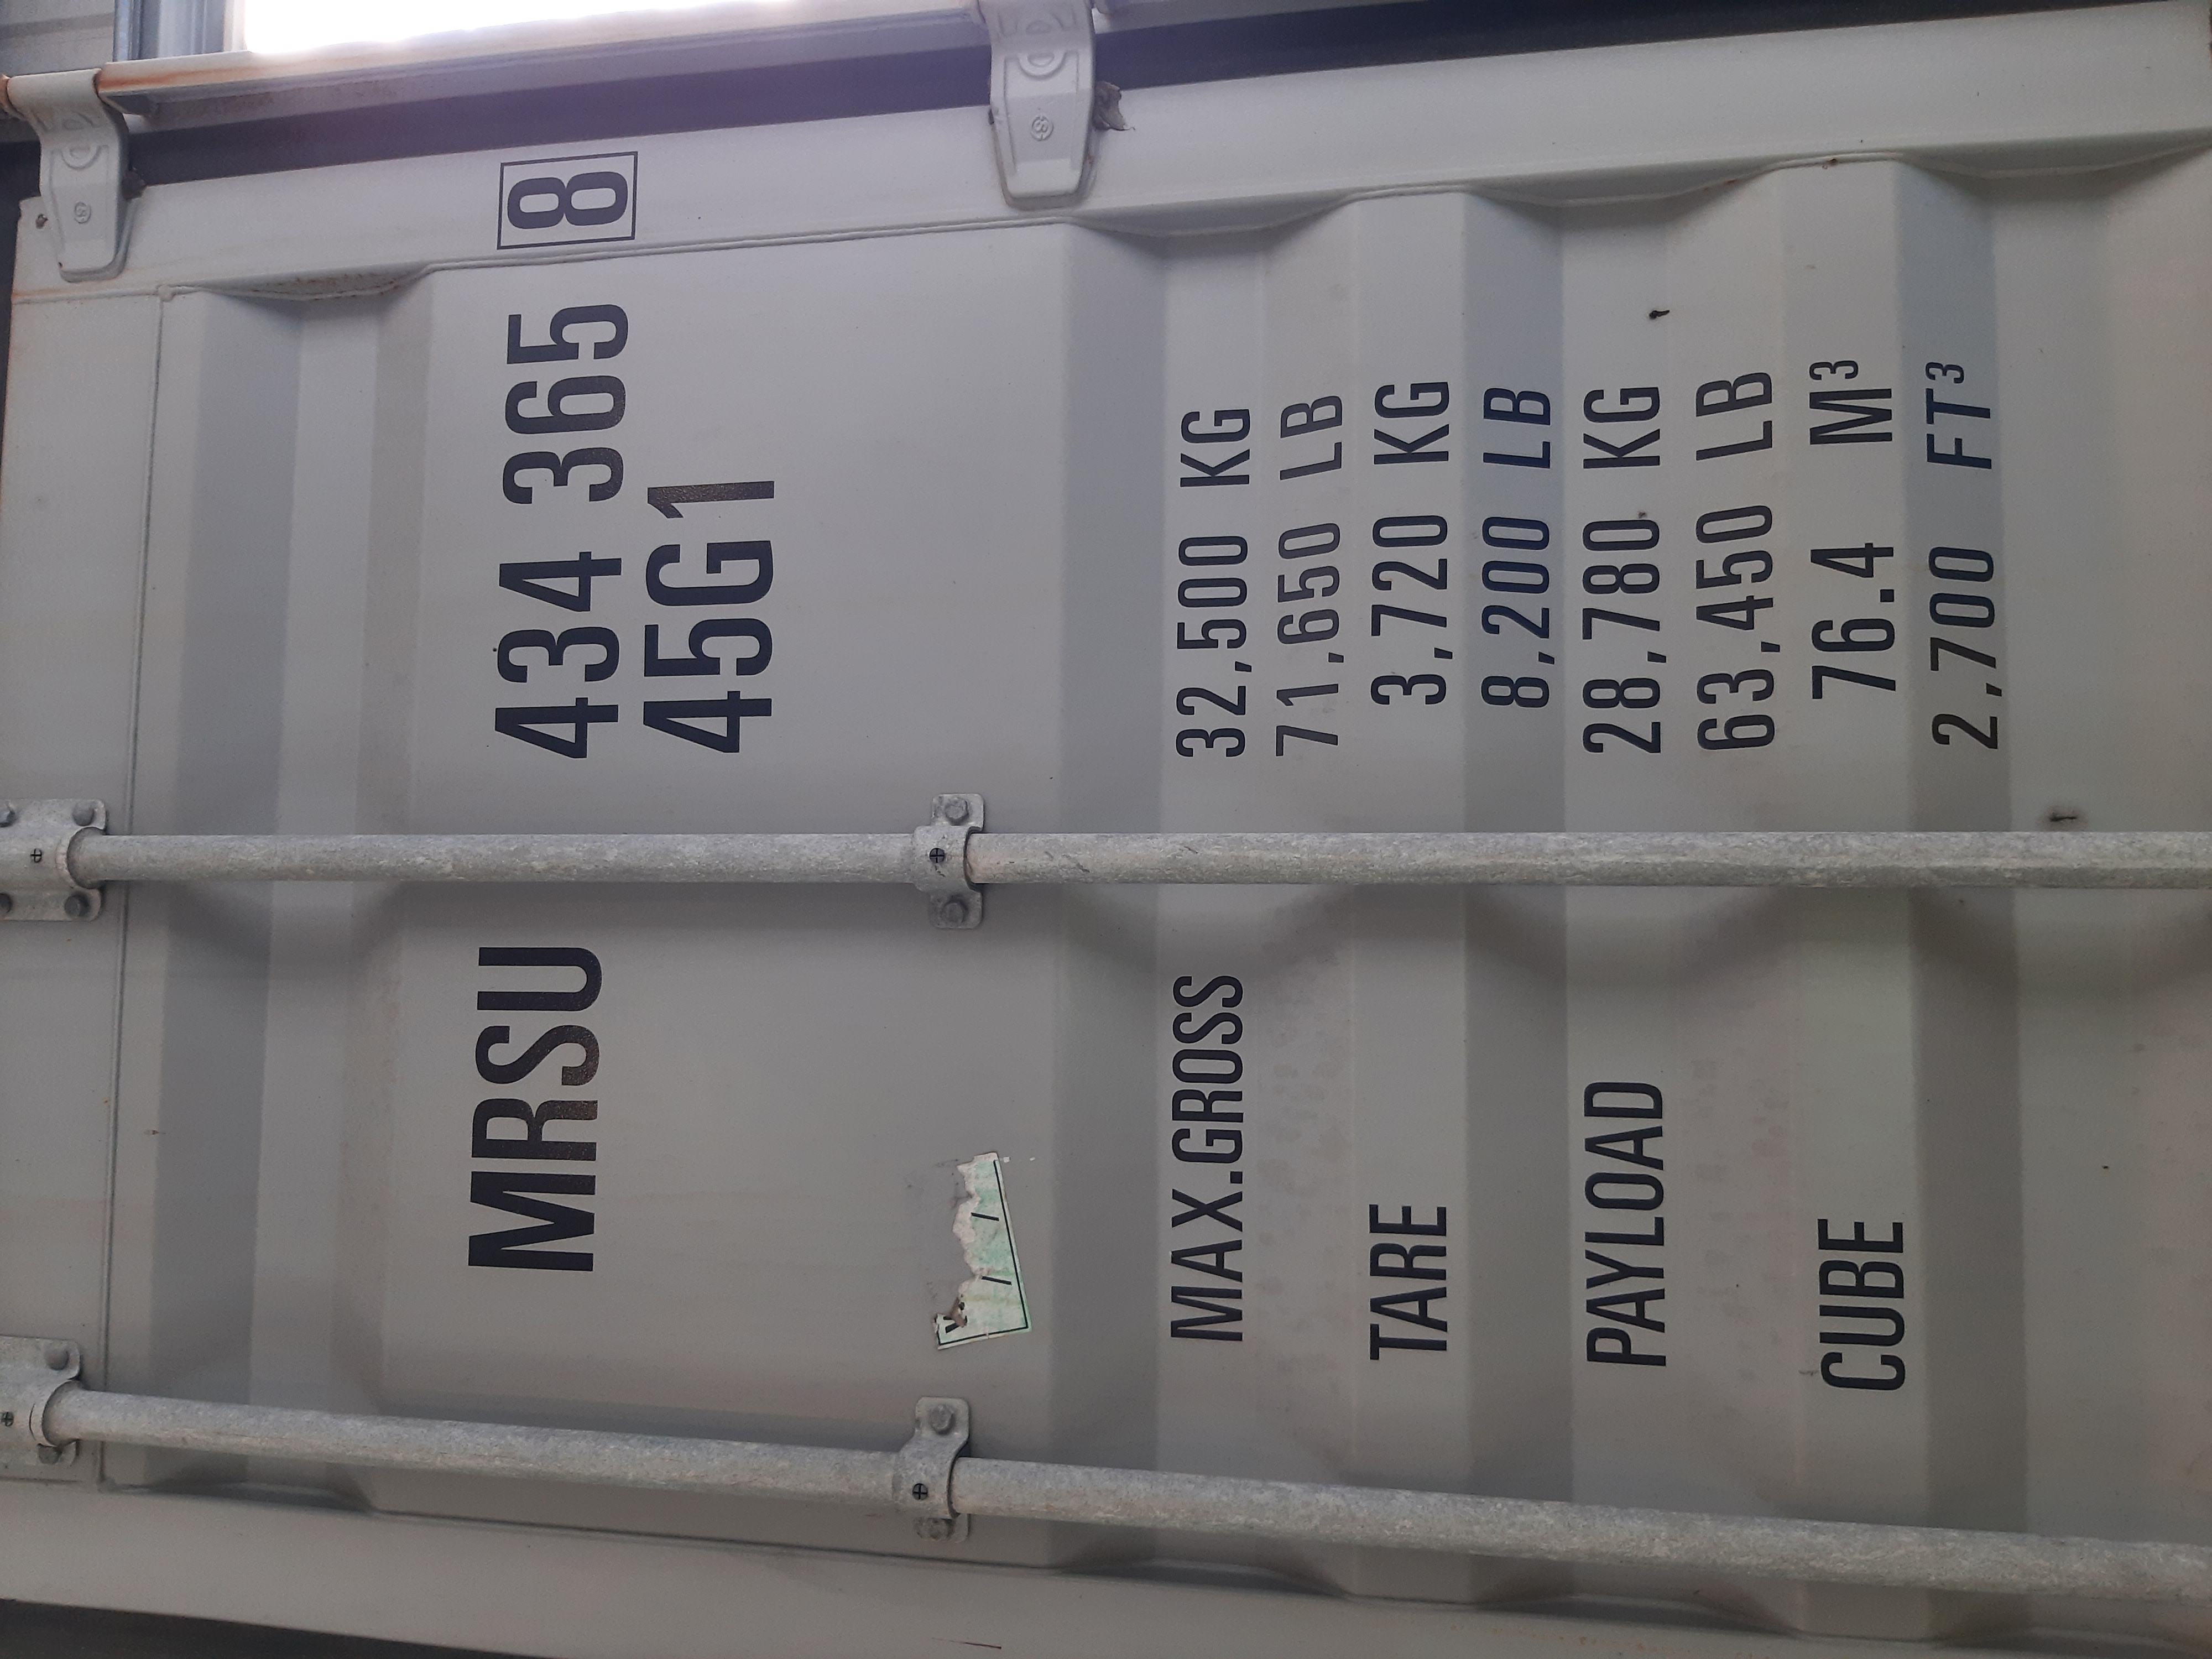 MRSU 434 365 8
45G1
MAX.GROSS 32,500 KG
71,650 LB
TARE 3,720 KG
8,200 LB
PAYLOAD 28,780 KG
63,450 LB
CUBE 76.4 M³
2,700 FT³